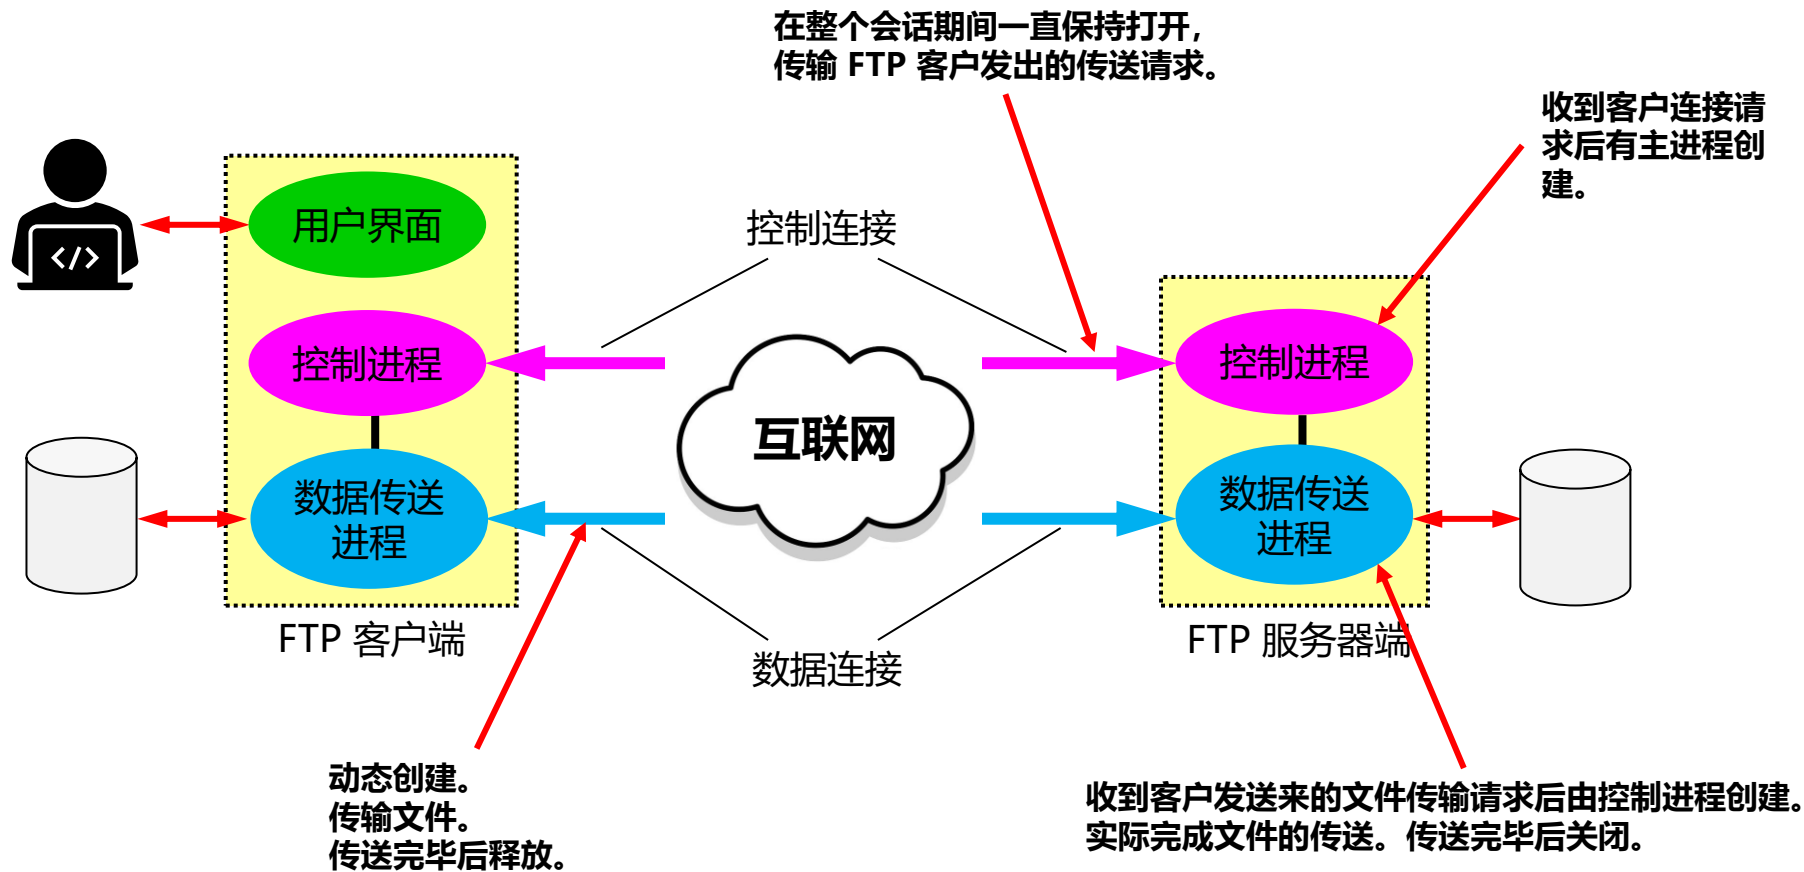 在整个会话期间一直保持打开，
传输 FTP 客户发出的传送请求。
收到客户连接请
求后有主进程创
建。
用户界面
控制连接
控制进程
控制进程
互联网
数据传送
进程
数据传送
进程
</>
FTP 客户端
FTP 服务器端
数据连接
动态创建。
传输文件。
传送完毕后释放。
收到客户发送来的文件传输请求后由控制进程创建。
实际完成文件的传送。传送完毕后关闭。